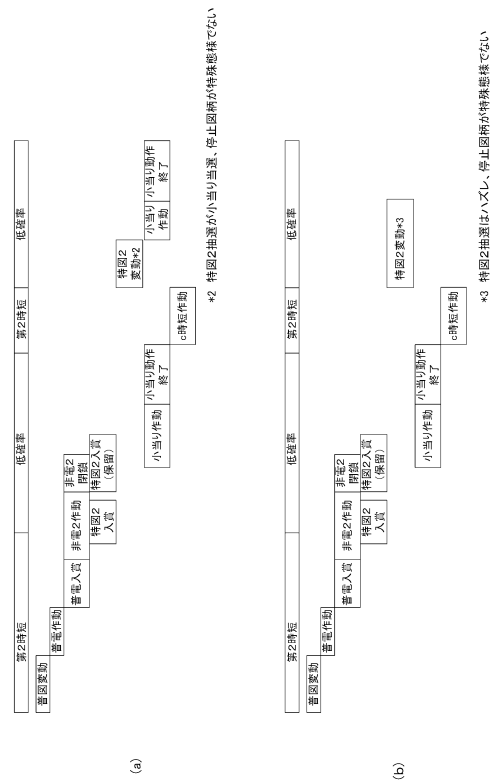 (a)
第2時短
低確率
第2時短
低確率
普図変動
普電作動
普電入賞
非電2作動
非電2
閉鎖
特図2
入賞
特図2入賞
(保留)
小当り作動
小当り動作
終了
c時短作動
特図2
変動*2
小当り
作動
小当り動作
終了
*2 特図2抽選が小当り当選、停止図柄が特殊態様でない
(b)
第2時短
低確率
第2時短
低確率
普図変動
普電作動
普電入賞
非電2作動
非電2
閉鎖
特図2
入賞
特図2入賞
(保留)
小当り作動
小当り動作
終了
c時短作動
特図2変動*3
*3 特図2抽選はハズレ、停止図柄が特殊態様でない